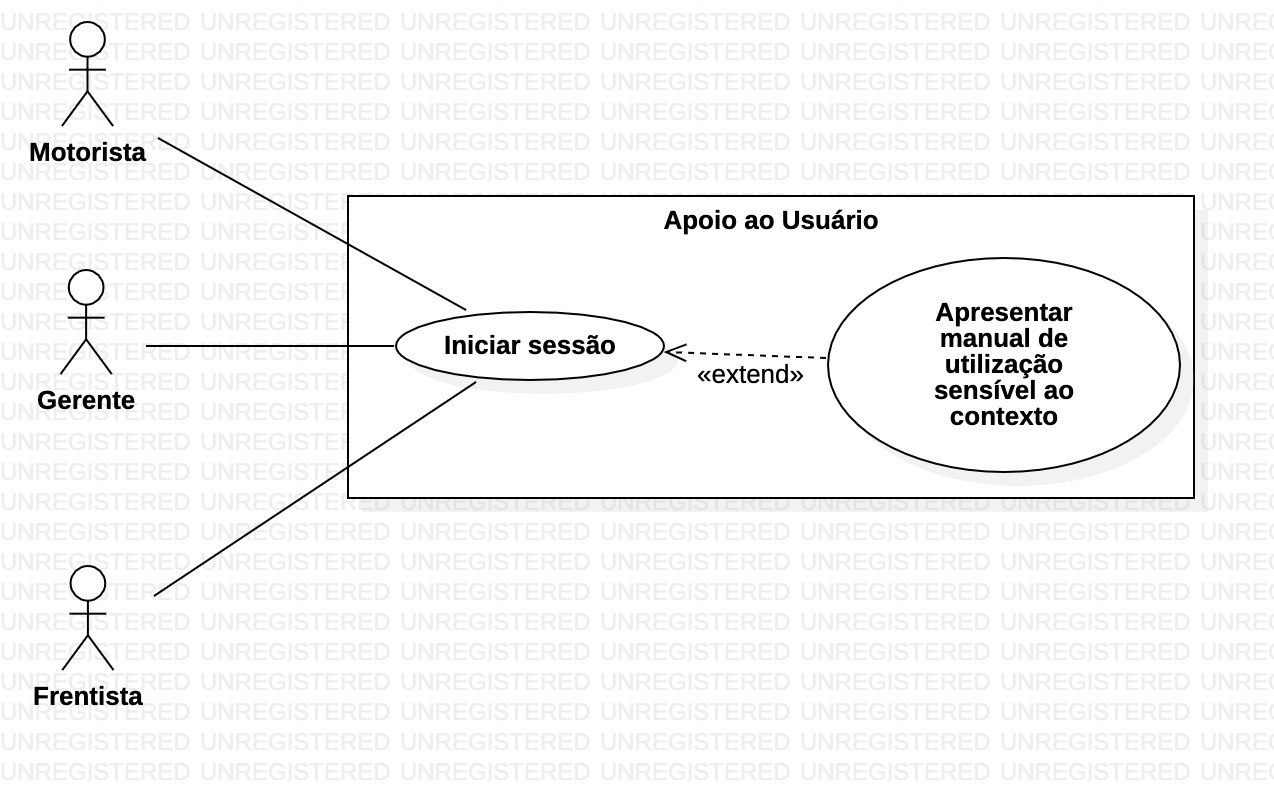 UNREGISTERED UNREGISTERED UNREGISTERED UNREGISTERED UNREGISTERED UNREGISTERED
Motorista
Apoio ao Usuário
Gerente
Iniciar sessão
«extend»
Apresentar
manual de
utilização
sensível ao
contexto
Frentista